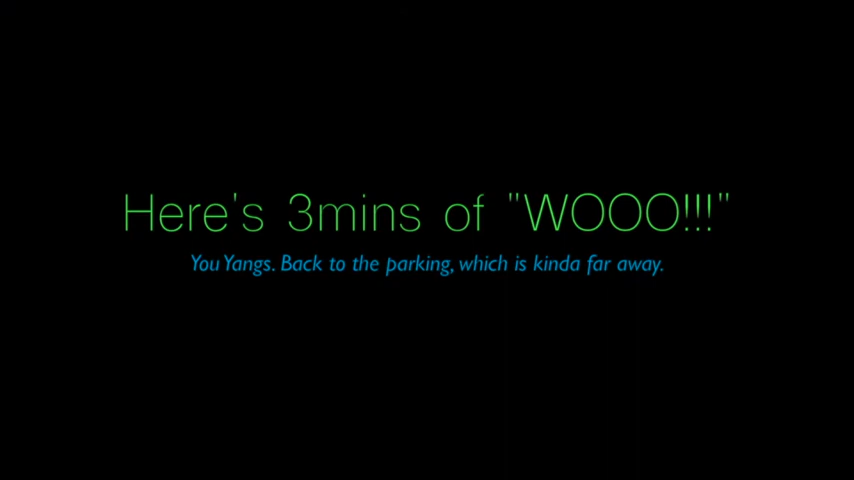 Here's 3mins of "WOOO!!!"
You Yangs. Back to the parking, which is kinda far away.